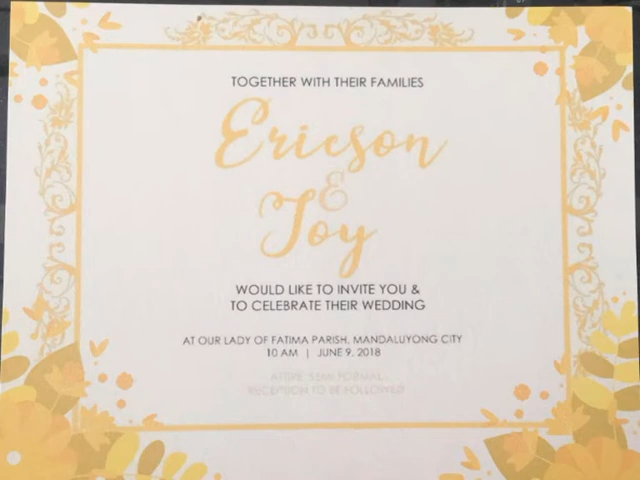 TOGETHER WITH THEIR FAMILIES
Ericson
&
Joy
WOULD LIKE TO INVITE YOU &
TO CELEBRATE THEIR WEDDING
AT OUR LADY OF FATIMA PARISH, MANDALUYONG CITY
10 AM | JUNE 9, 2018
ATTIRE: SEMI FORMAL
RECEPTION TO BE FOLLOWED